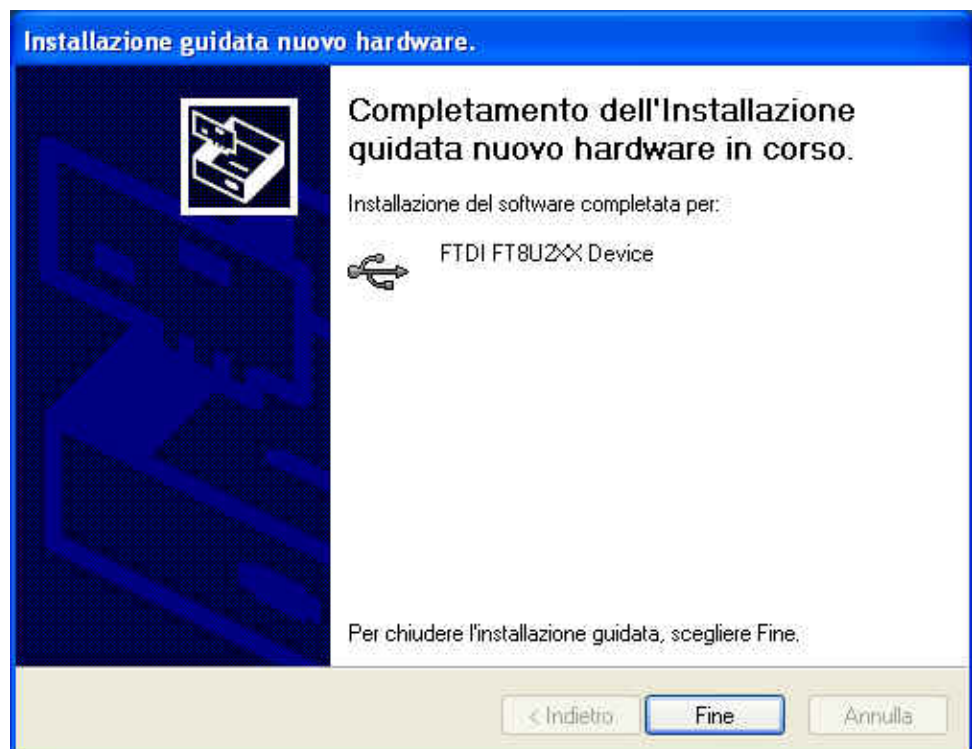 Installazione guidata nuovo hardware.
Completamento dell'Installazione
guidata nuovo hardware in corso.
Installazione del software completata per:
FTDI FT8U2XX Device
Per chiudere l'installazione guidata, scegliere Fine.
< Indietro
Fine
Annulla